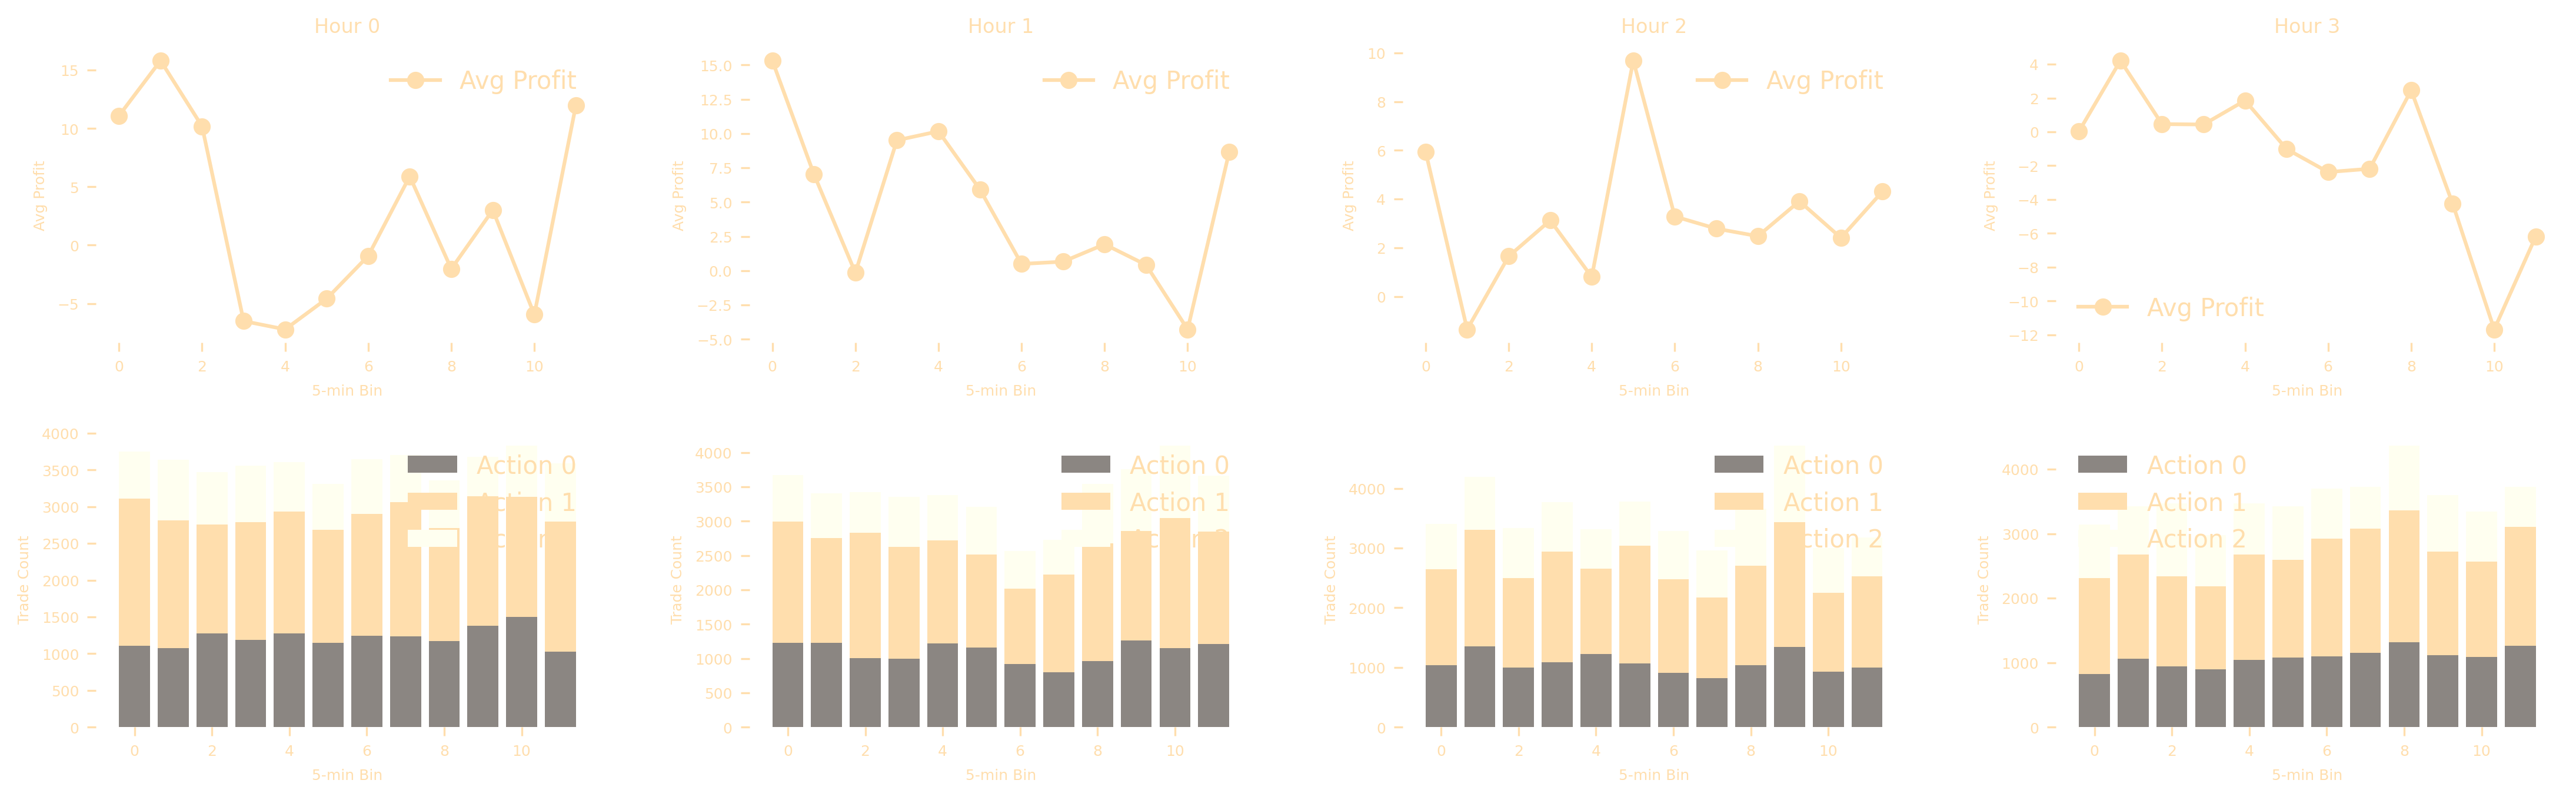 Hour 0
Avg Profit
15
10
5
0
−5
Avg Profit
0 2 4 6 8 10
5-min Bin
Hour 1
Avg Profit
15.0
12.5
10.0
7.5
5.0
2.5
0.0
−2.5
−5.0
Avg Profit
0 2 4 6 8 10
5-min Bin
Hour 2
Avg Profit
10
8
6
4
2
0
Avg Profit
0 2 4 6 8 10
5-min Bin
Hour 3
Avg Profit
4
2
0
−2
−4
−6
−8
−10
−12
Avg Profit
0 2 4 6 8 10
5-min Bin
Trade Count
4000
3500
3000
2500
2000
1500
1000
500
0
Action 0
Action 1
0 2 4 6 8 10
5-min Bin
Trade Count
4000
3500
3000
2500
2000
1500
1000
500
0
Action 0
Action 1
0 2 4 6 8 10
5-min Bin
Trade Count
4000
3000
2000
1000
0
Action 0
Action 1
Action 2
0 2 4 6 8 10
5-min Bin
Trade Count
4000
3000
2000
1000
0
Action 0
Action 1
Action 2
0 2 4 6 8 10
5-min Bin